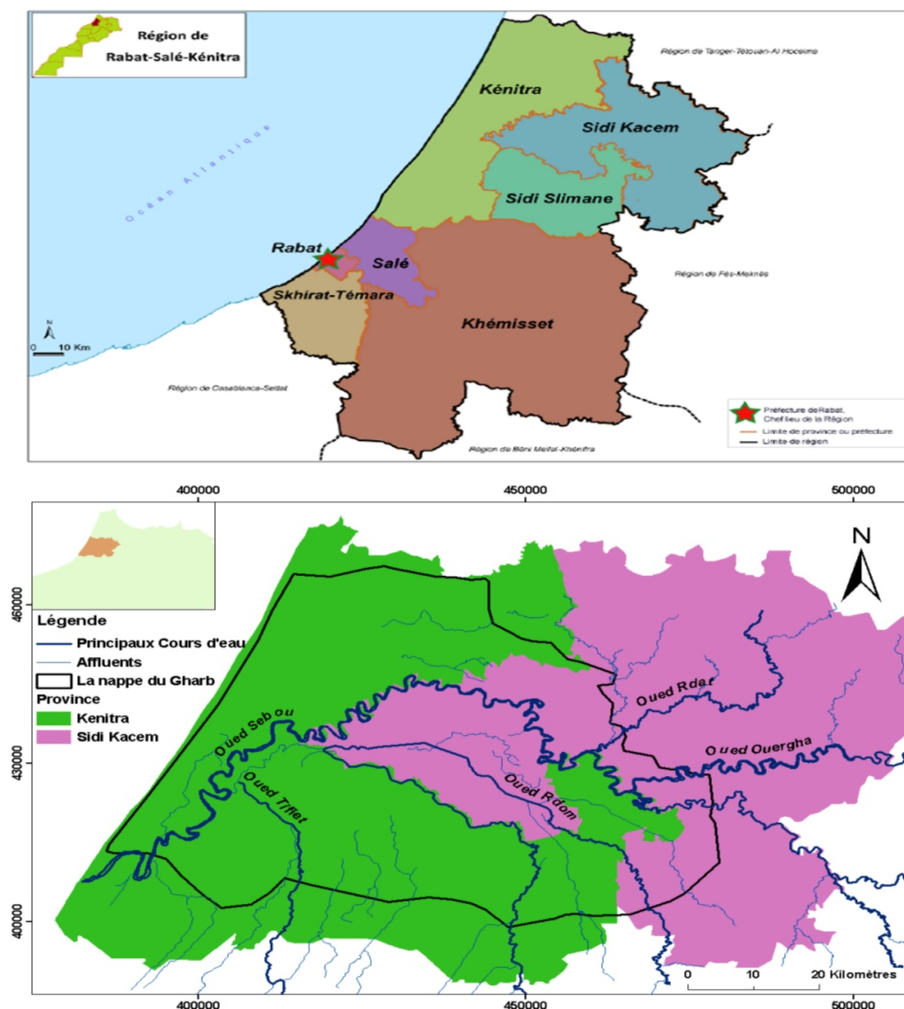 Région de
Rabat-Salé-Kénitra
Région de Tanger-Tétouan-Al Hoceima
Kénitra
Sidi Kacem
Océan Atlantique
Sidi Slimane
Rabat
Salé
Région de Fès-Meknès
Skhirat-Témara
Khémisset
N
0 10 Km
Région de Casablanca-Settat
Préfecture de Rabat,
Chef lieu de la Région
Limite de province ou préfecture
Limite de région
Région de Béni Mellal-Khénifra
400000 450000 500000
N
460000
Légende
Principaux Cours d'eau
Affluents
La nappe du Gharb
Province
Kenitra
Sidi Kacem
Oued Rdat
Oued Sebou
Oued Ouergha
430000
Oued Tiflet
Oued Rdom
400000
0 10 20 Kilomètres
400000 450000 500000